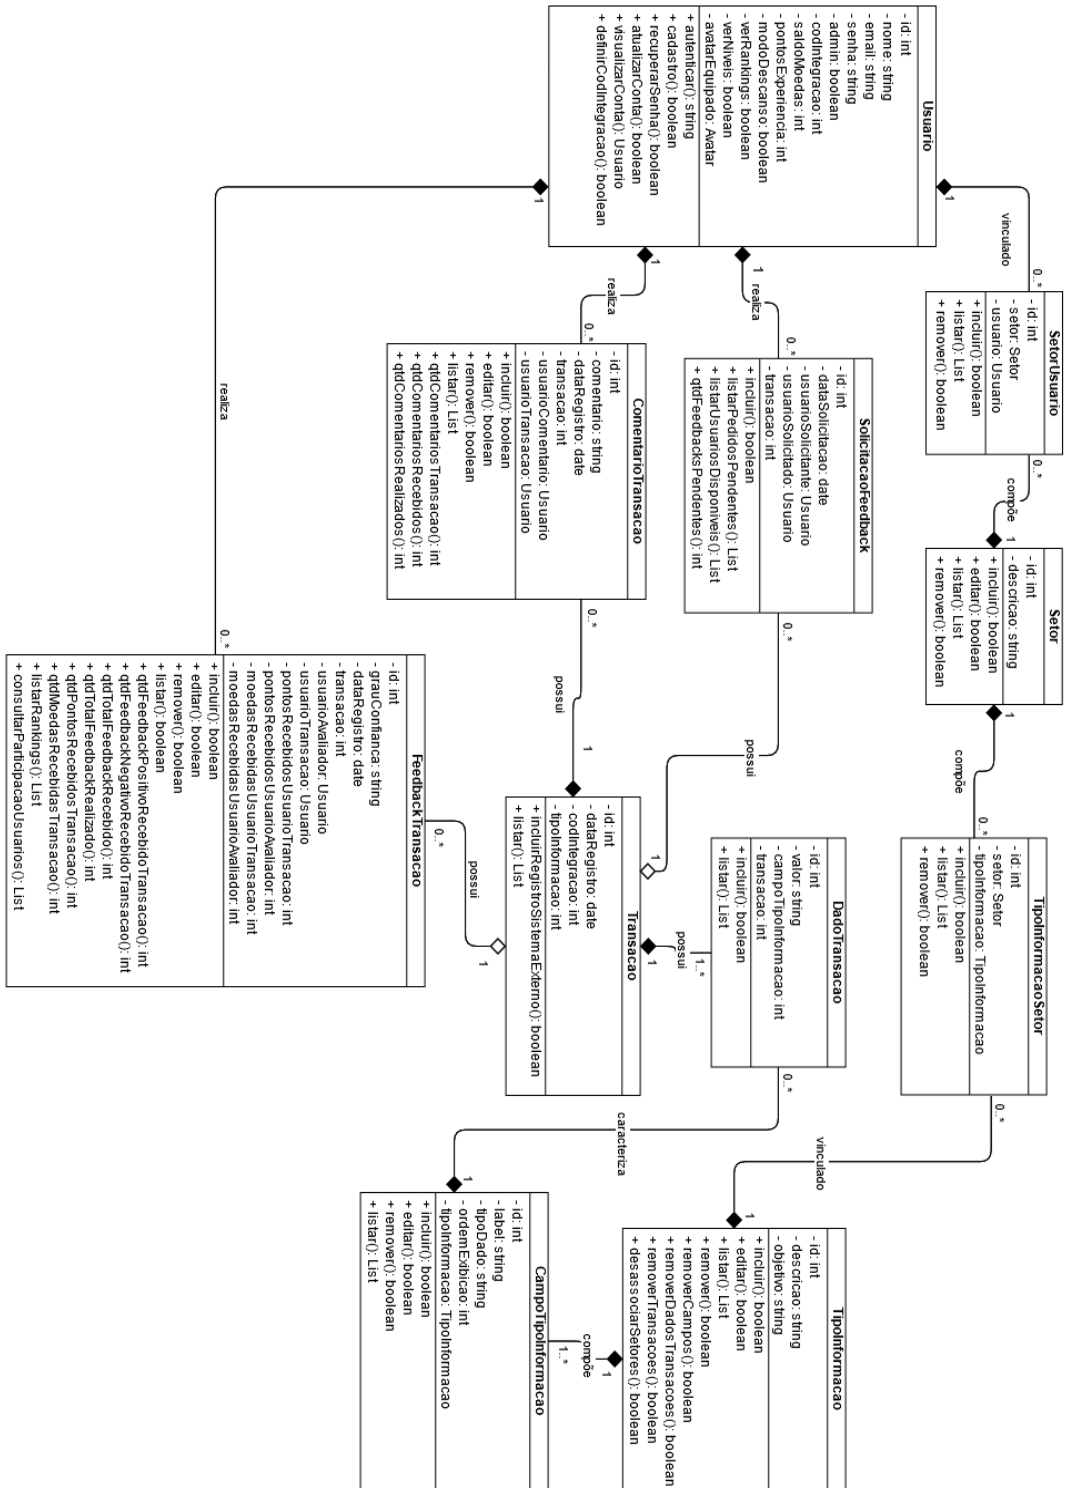 Usuario
- id: int
- nome: string
- email: string
- senha: string
- admin: boolean
- codIntegracao: int
- saldoMoedas: int
- pontosExperiencia: int
- modoDescanso: boolean
- verRankings: boolean
- verNiveis: boolean
- avatarEquipado: Avatar
+ autenticar(): string
+ cadastro(): boolean
+ recuperarSenha(): boolean
+ atualizarConta(): boolean
+ visualizarConta(): Usuario
+ definirCodIntegracao(): boolean
1
vinculado
0..*
SetorUsuario
- id: int
- setor: Setor
- usuario: Usuario
+ incluir(): boolean
+ listar(): List
+ remover(): boolean
0..*
compõe
1
Setor
- id: int
- descricao: string
+ incluir(): boolean
+ editar(): boolean
+ listar(): List
+ remover(): boolean
1
compõe
0..*
TipoInformacaoSetor
- id: int
- setor: Setor
- tipoInformacao: TipoInformacao
+ incluir(): boolean
+ listar(): List
+ remover(): boolean
0..*
vinculado
1
TipoInformacao
- id: int
- descricao: string
- objetivo: string
+ incluir(): boolean
+ editar(): boolean
+ listar(): List
+ remover(): boolean
+ removerCampos(): boolean
+ removerDadosTransacoes(): boolean
+ removerTransacoes(): boolean
+ desassociarSetores(): boolean
1
realiza
0..*
SolicitacaoFeedback
- id: int
- dataSolicitacao: date
- usuarioSolicitante: Usuario
- usuarioSolicitado: Usuario
- transacao: int
+ incluir(): boolean
+ listarPedidosPendentes(): List
+ listarUsuariosDisponiveis(): List
+ qtdFeedbacksPendentes(): int
0..*
possui
1
DadoTransacao
- id: int
- valor: string
- campoTipoInformacao: int
- transacao: int
+ incluir(): boolean
+ listar(): List
1..*
possui
1
0..*
caracteriza
1
1
realiza
0..*
ComentarioTransacao
- id: int
- comentario: string
- dataRegistro: date
- transacao: int
- usuarioComentario: Usuario
- usuarioTransacao: Usuario
+ incluir(): boolean
+ editar(): boolean
+ remover(): boolean
+ listar(): List
+ qtdComentariosTransacao(): int
+ qtdComentariosRecebidos(): int
+ qtdComentariosRealizados(): int
0..*
possui
1
Transacao
- id: int
- dataRegistro: date
- codIntegracao: int
- tipoInformacao: int
+ incluirRegistroSistemaExterno(): boolean
+ listar(): List
CampoTipoInformacao
- id: int
- label: string
- tipoDado: string
- ordemExibicao: int
- tipoInformacao: TipoInformacao
+ incluir(): boolean
+ editar(): boolean
+ remover(): boolean
+ listar(): List
1..*
compõe
1
1
realiza
0..*
FeedbackTransacao
- id: int
- grauConfianca: string
- dataRegistro: date
- transacao: int
- usuarioAvaliador: Usuario
- usuarioTransacao: Usuario
- pontosRecebidosUsuarioTransacao: int
- pontosRecebidosUsuarioAvaliador: int
- moedasRecebidasUsuarioTransacao: int
- moedasRecebidasUsuarioAvaliador: int
+ incluir(): boolean
+ editar(): boolean
+ remover(): boolean
+ listar(): boolean
+ qtdFeedbackPositivoRecebidoTransacao(): int
+ qtdFeedbackNegativoRecebidoTransacao(): int
+ qtdTotalFeedbackRecebido(): int
+ qtdTotalFeedbackRealizado(): int
+ qtdPontosRecebidosTransacao(): int
+ qtdMoedasRecebidasTransacao(): int
+ listarRankings(): List
+ consultarParticipacaoUsuarios(): List
0..*
possui
1